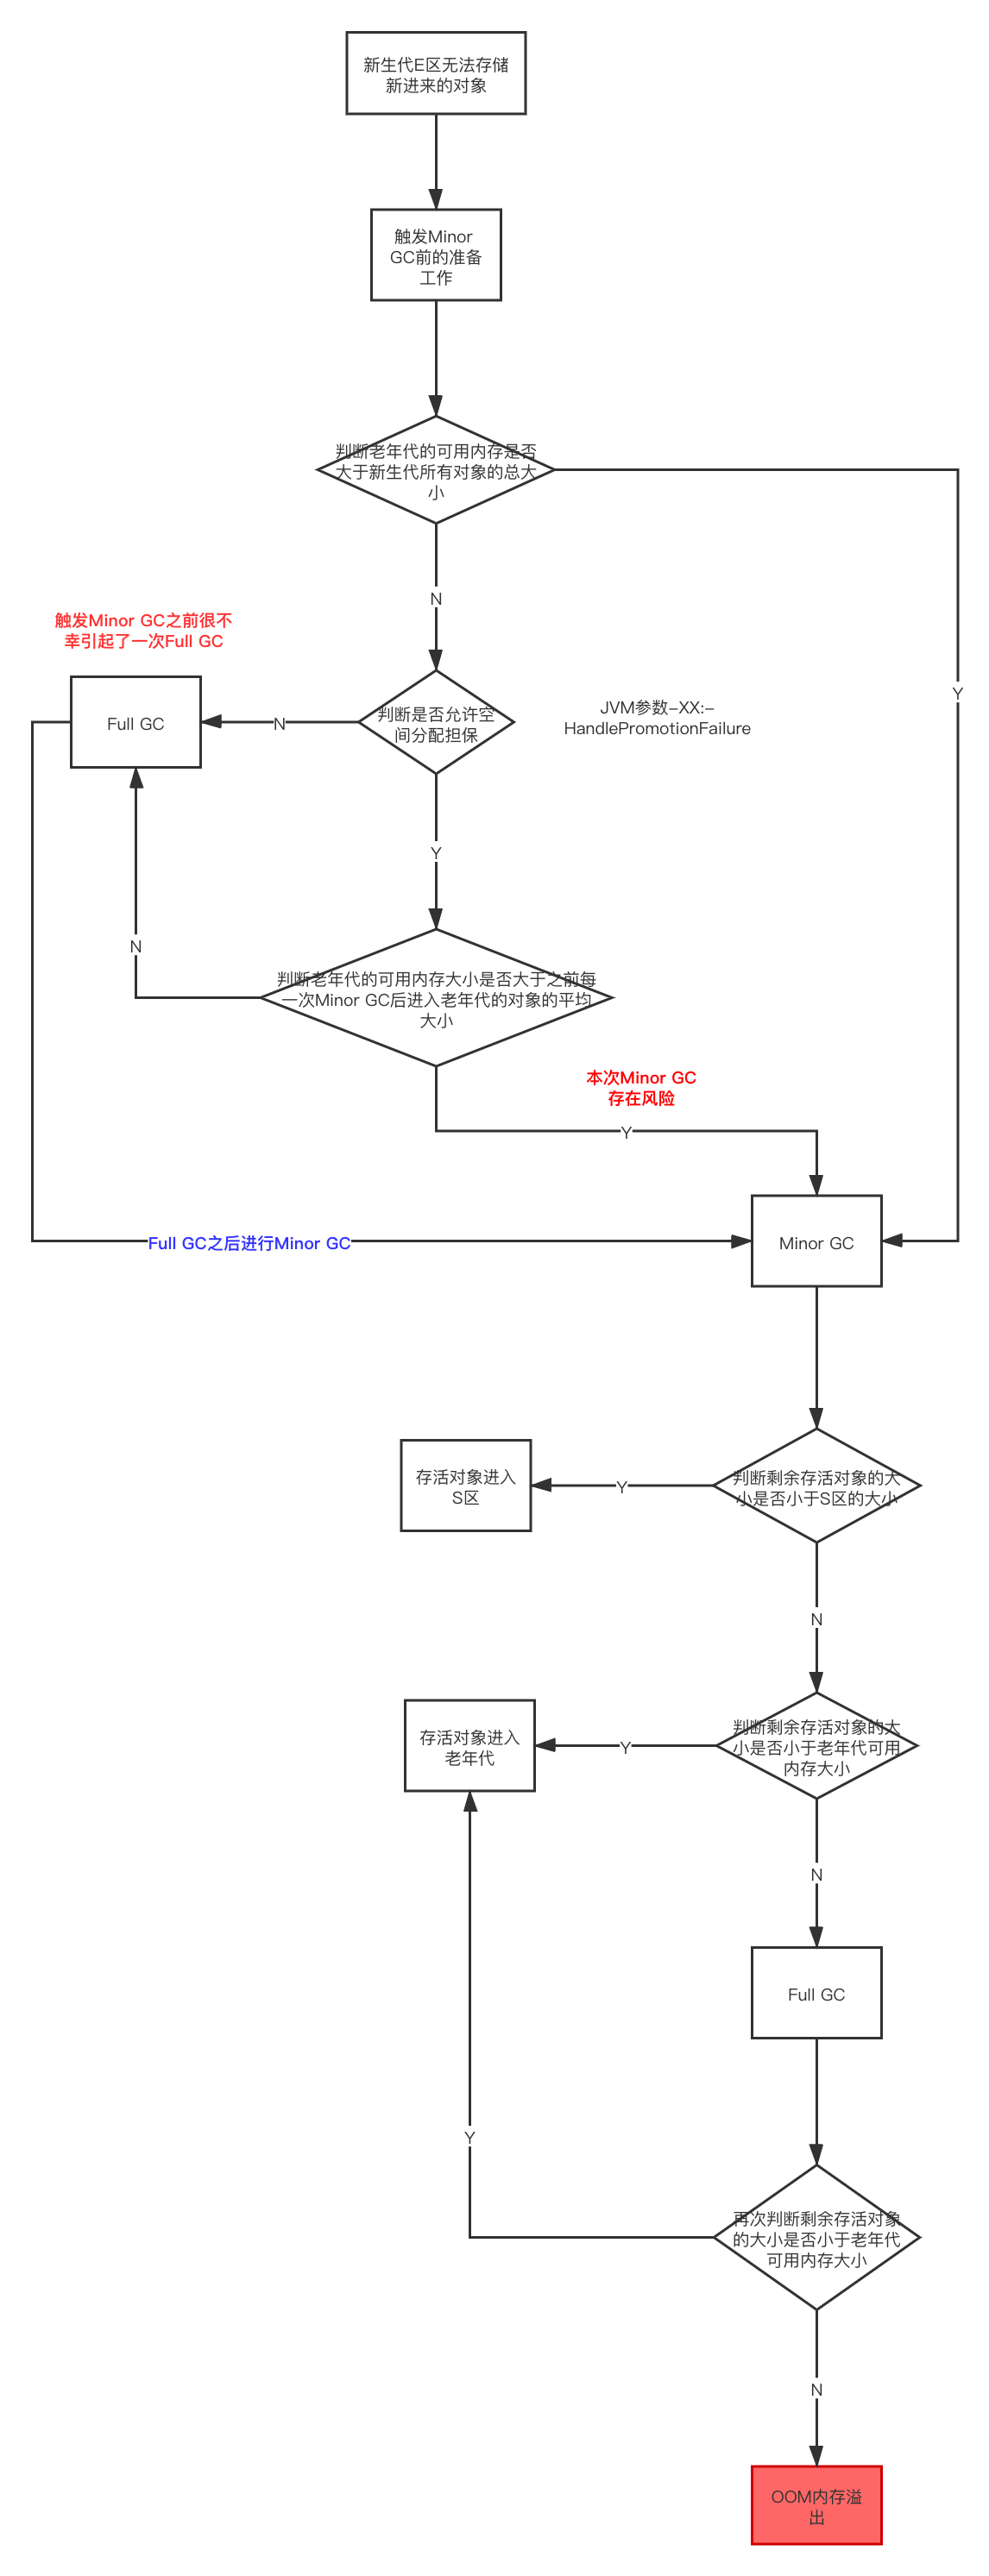 新生代E区无法存储
新进来的对象
触发Minor
GC前的准备
工作
判断老年代的可用内存是否
大于新生代所有对象的总大
小
N
触发Minor GC之前很不
幸引起了一次Full GC
Y
Full GC
N
判断是否允许空
间分配担保
JVM参数-XX:-
HandlePromotionFailure
Y
N
判断老年代的可用内存大小是否大于之前每
一次Minor GC后进入老年代的对象的平均
大小
本次Minor GC
存在风险
Y
Full GC之后进行Minor GC
Minor GC
存活对象进入
S区
Y
判断剩余存活对象的大
小是否小于S区的大小
N
存活对象进入
老年代
Y
判断剩余存活对象的大
小是否小于老年代可用
内存大小
N
Full GC
Y
再次判断剩余存活对象
的大小是否小于老年代
可用内存大小
N
OOM内存溢
出